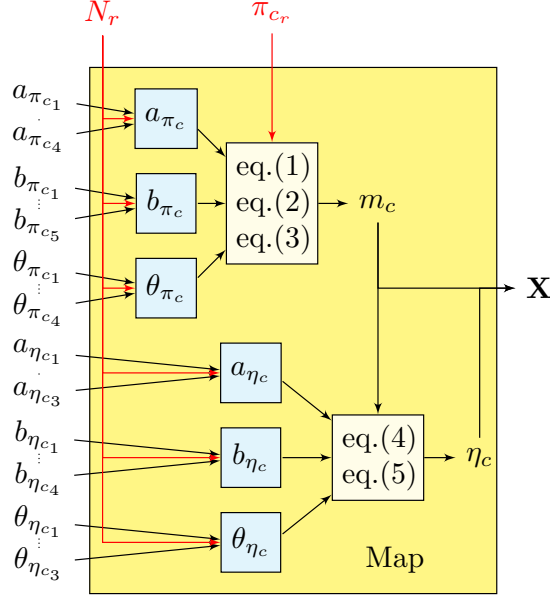 N_r π_{c_r}
a_{π_{c_1}}
a_{π_{c_4}}
a_{π_c}
b_{π_{c_1}}
b_{π_{c_5}}
b_{π_c}
eq.(1)
eq.(2)
eq.(3)
m_c
θ_{π_{c_1}}
θ_{π_{c_4}}
θ_{π_c}
X
a_{η_{c_1}}
a_{η_{c_3}}
a_{η_c}
b_{η_{c_1}}
b_{η_{c_4}}
b_{η_c}
eq.(4)
eq.(5)
η_c
θ_{η_{c_1}}
θ_{η_{c_3}}
θ_{η_c}
Map